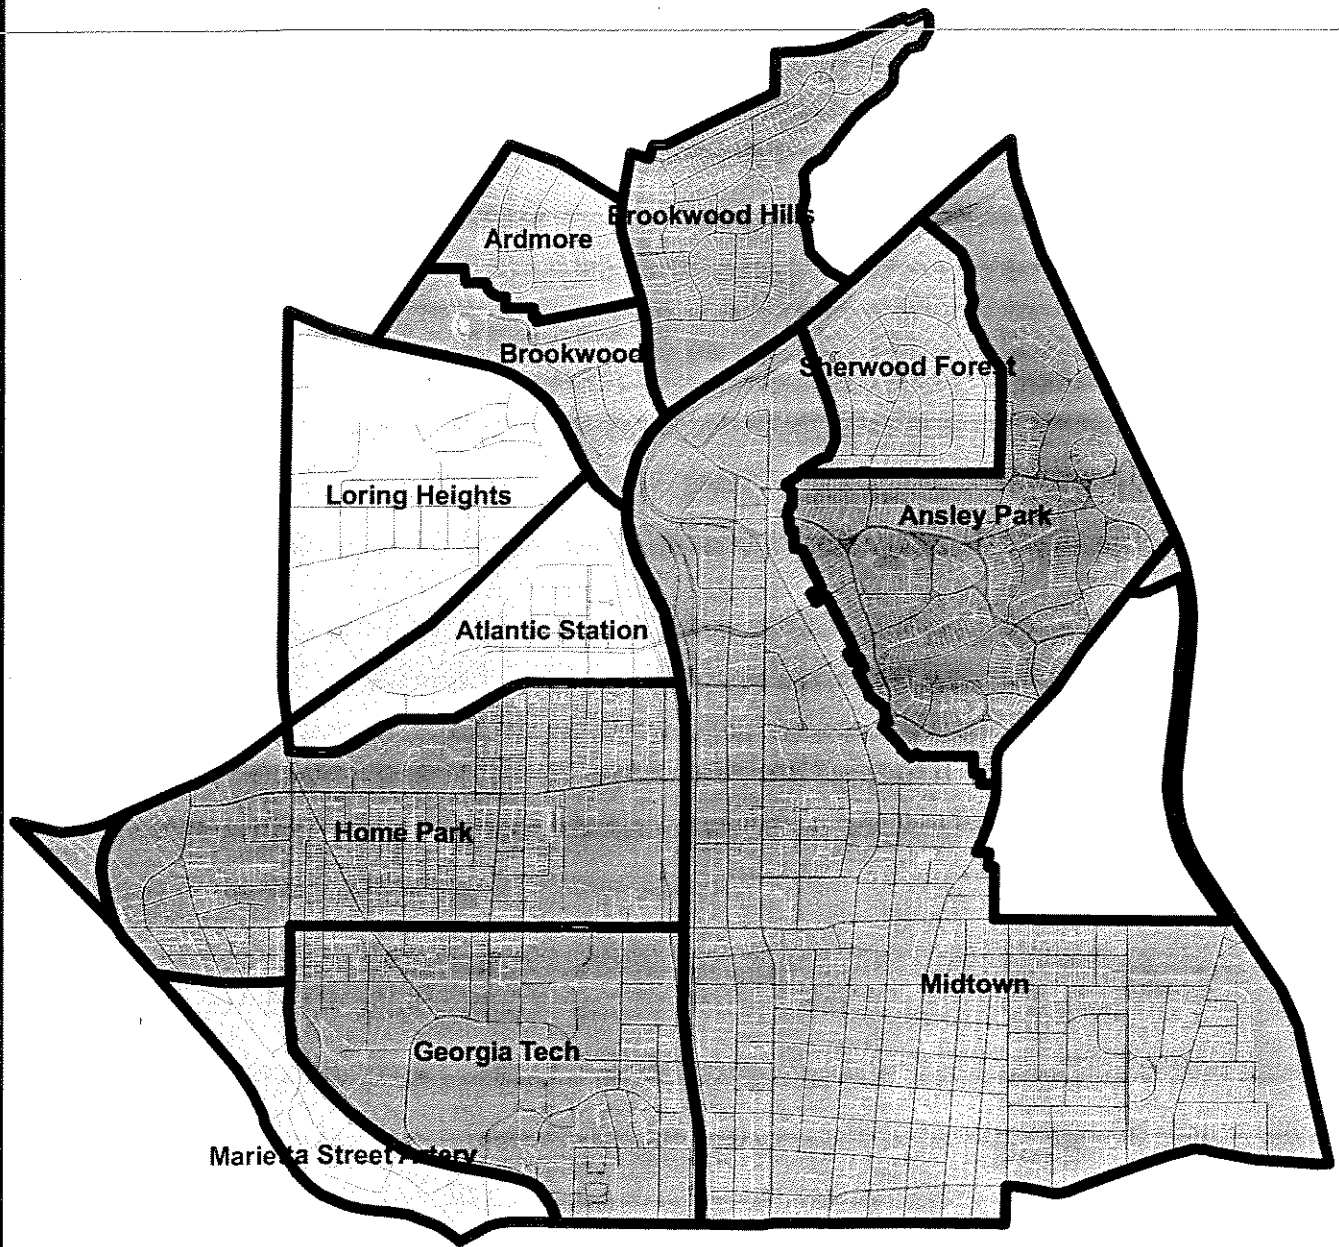 Brookwood Hills
Ardmore
Brookwood
Sherwood Forest
Loring Heights
Ansley Park
Atlantic Station
Home Park
Midtown
Georgia Tech
Marietta Street Artery